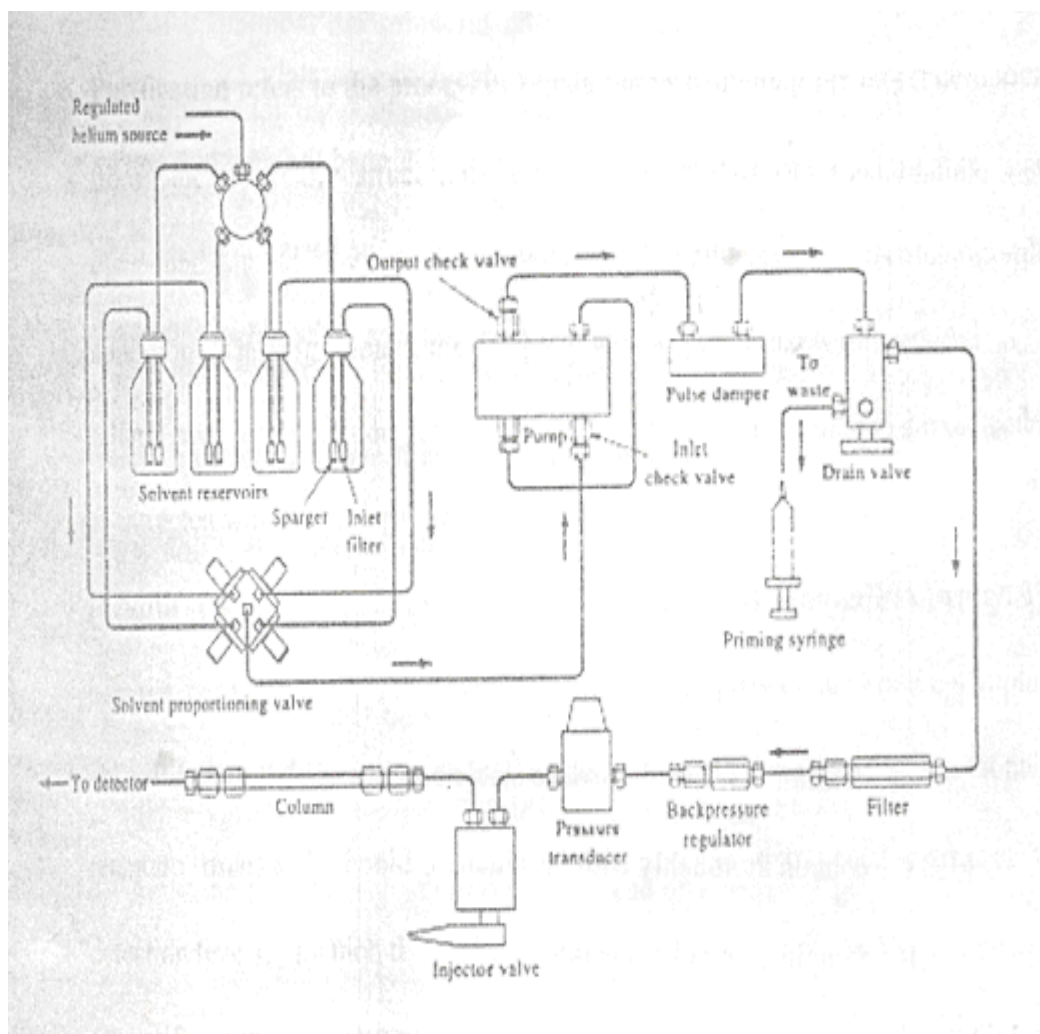 Regulated
helium source
Output check valve
To
waste
Pulse damper
Pump
Inlet
check valve
Drain valve
Solvent reservoirs
Sparger
Inlet
filter
Priming syringe
Solvent proportioning valve
To detector
Column
Pressure
transducer
Backpressure
regulator
Filter
Injector valve